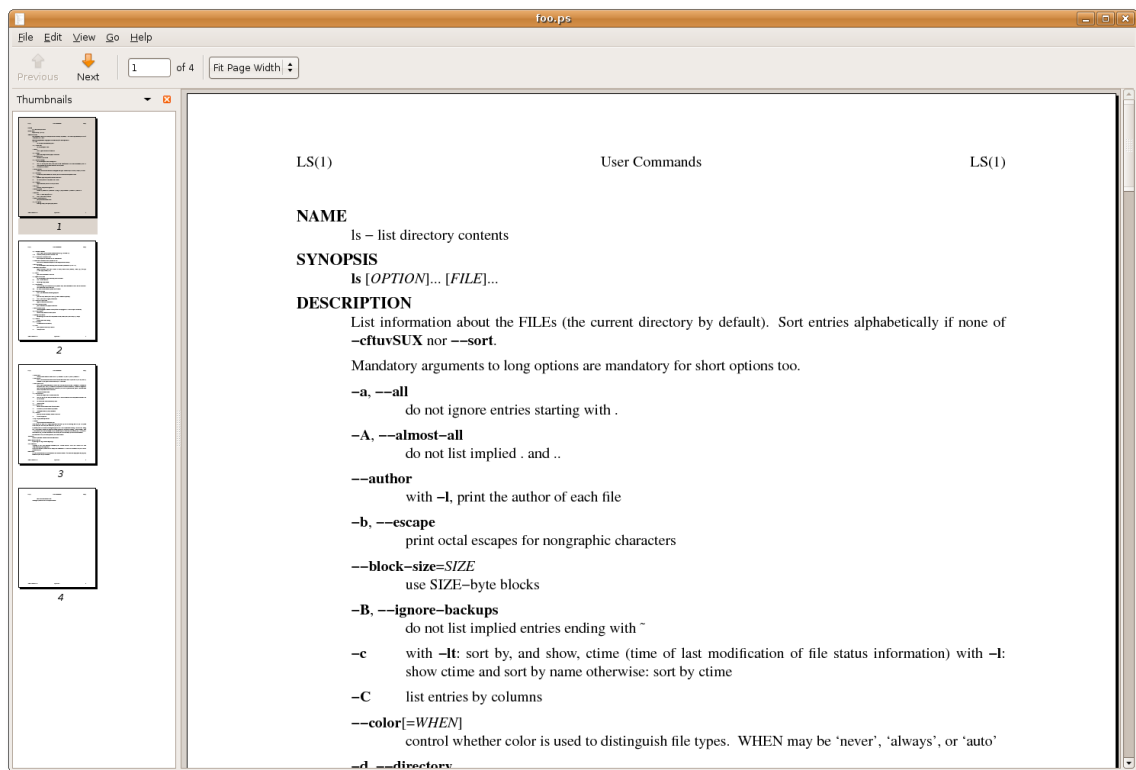 foo.ps
File Edit View Go Help
Previous Next 1 of 4 Fit Page Width
Thumbnails
1
2
3
4
LS(1) User Commands LS(1)
NAME
ls − list directory contents
SYNOPSIS
ls [OPTION]... [FILE]...
DESCRIPTION
List information about the FILEs (the current directory by default). Sort entries alphabetically if none of
−cftuvSUX nor −−sort.
Mandatory arguments to long options are mandatory for short options too.
−a, −−all
do not ignore entries starting with .
−A, −−almost−all
do not list implied . and ..
−−author
with −l, print the author of each file
−b, −−escape
print octal escapes for nongraphic characters
−−block−size=SIZE
use SIZE−byte blocks
−B, −−ignore−backups
do not list implied entries ending with ~
−c with −lt: sort by, and show, ctime (time of last modification of file status information) with −l:
show ctime and sort by name otherwise: sort by ctime
−C list entries by columns
−−color[=WHEN]
control whether color is used to distinguish file types. WHEN may be ‘never’, ‘always’, or ‘auto’
−d, −−directory